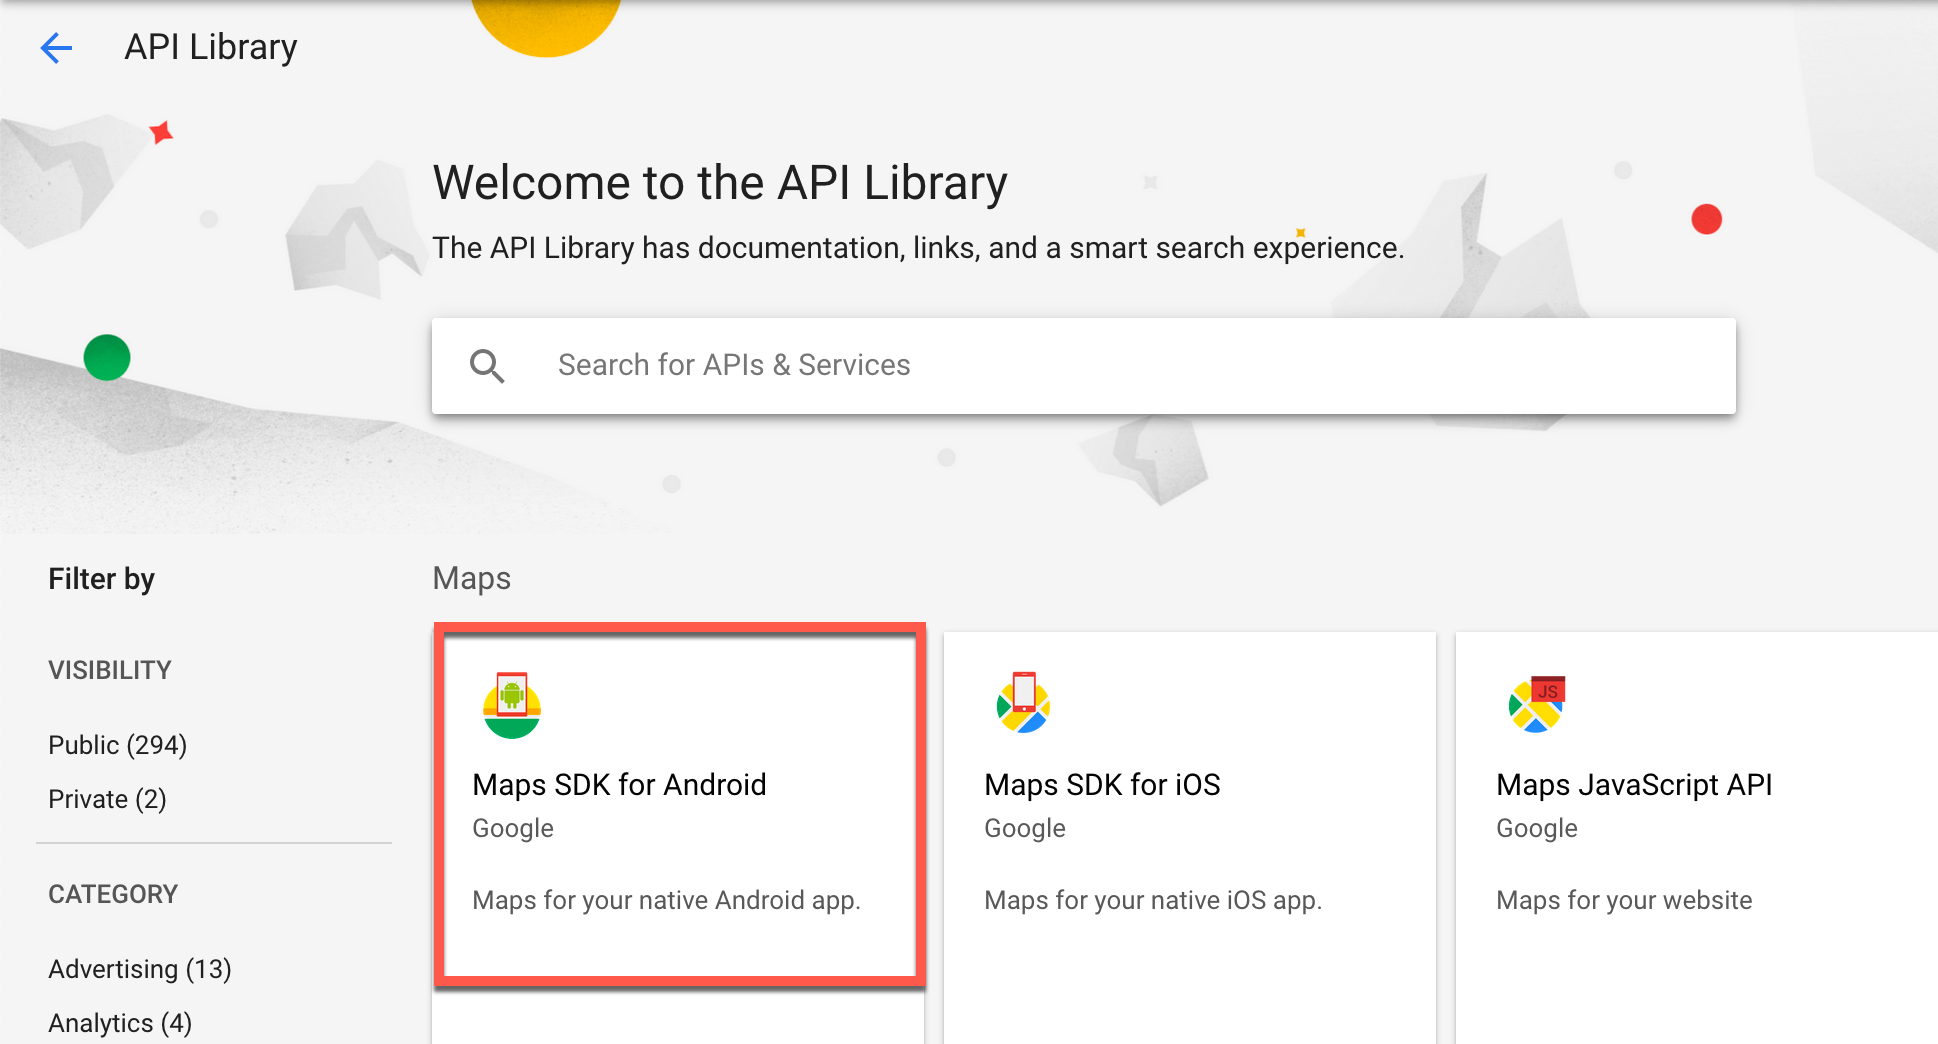 API Library
Welcome to the API Library
The API Library has documentation, links, and a smart search experience.
Search for APIs & Services
Filter by
VISIBILITY
Public (294)
Private (2)
CATEGORY
Advertising (13)
Analytics (4)
Maps
Maps SDK for Android
Google
Maps for your native Android app.
Maps SDK for iOS
Google
Maps for your native iOS app.
JS
Maps JavaScript API
Google
Maps for your website